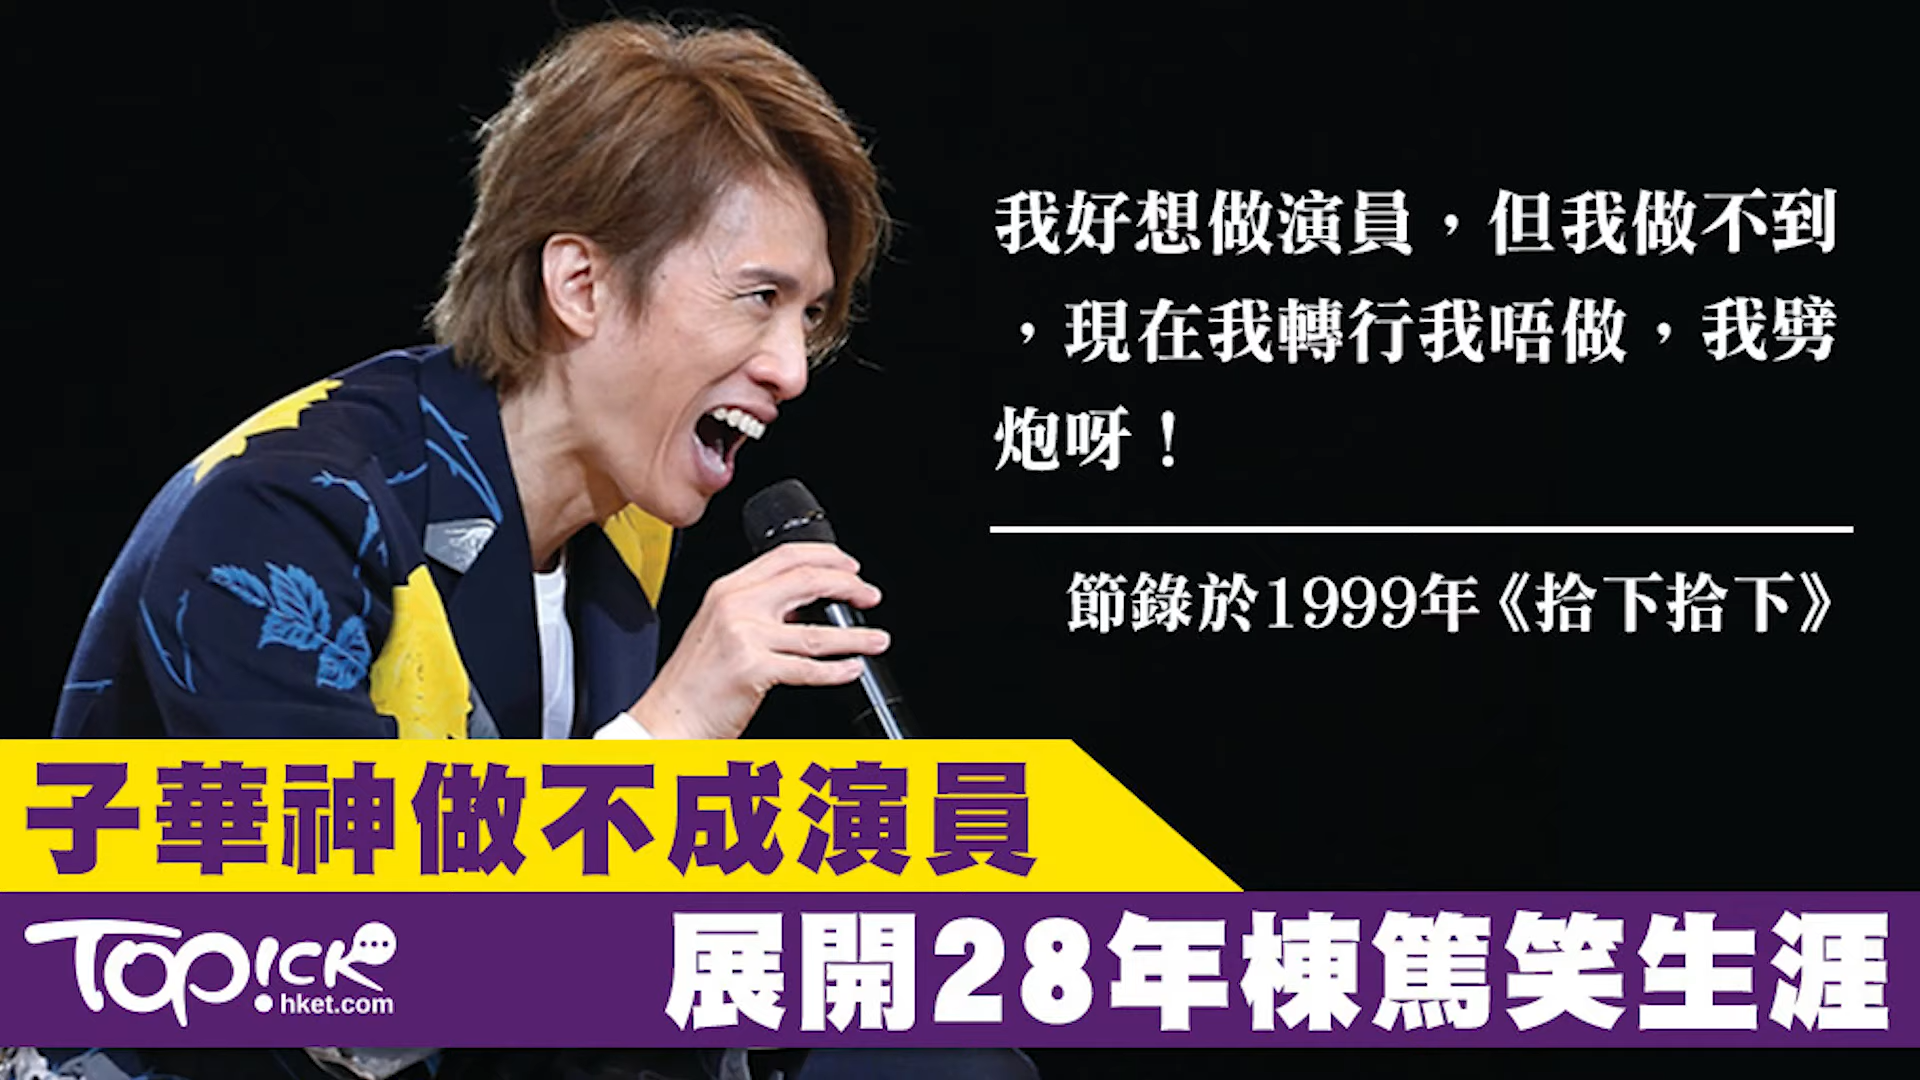 我好想做演員，但我做不到
，現在我轉行我唔做，我劈
炮呀！
節錄於1999年《拾下拾下》
子華神做不成演員
展開28年棟篤笑生涯
TOPick
hket.com